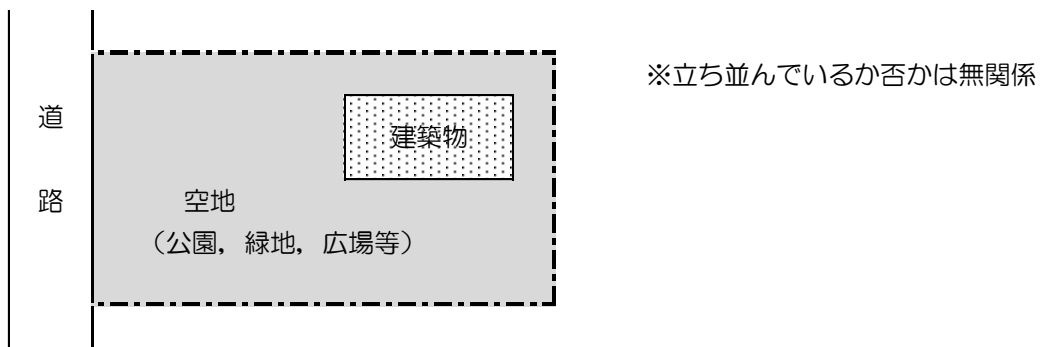 ※立ち並んでいるか否かは無関係
道
路
建築物
空地
（公園，緑地，広場等）